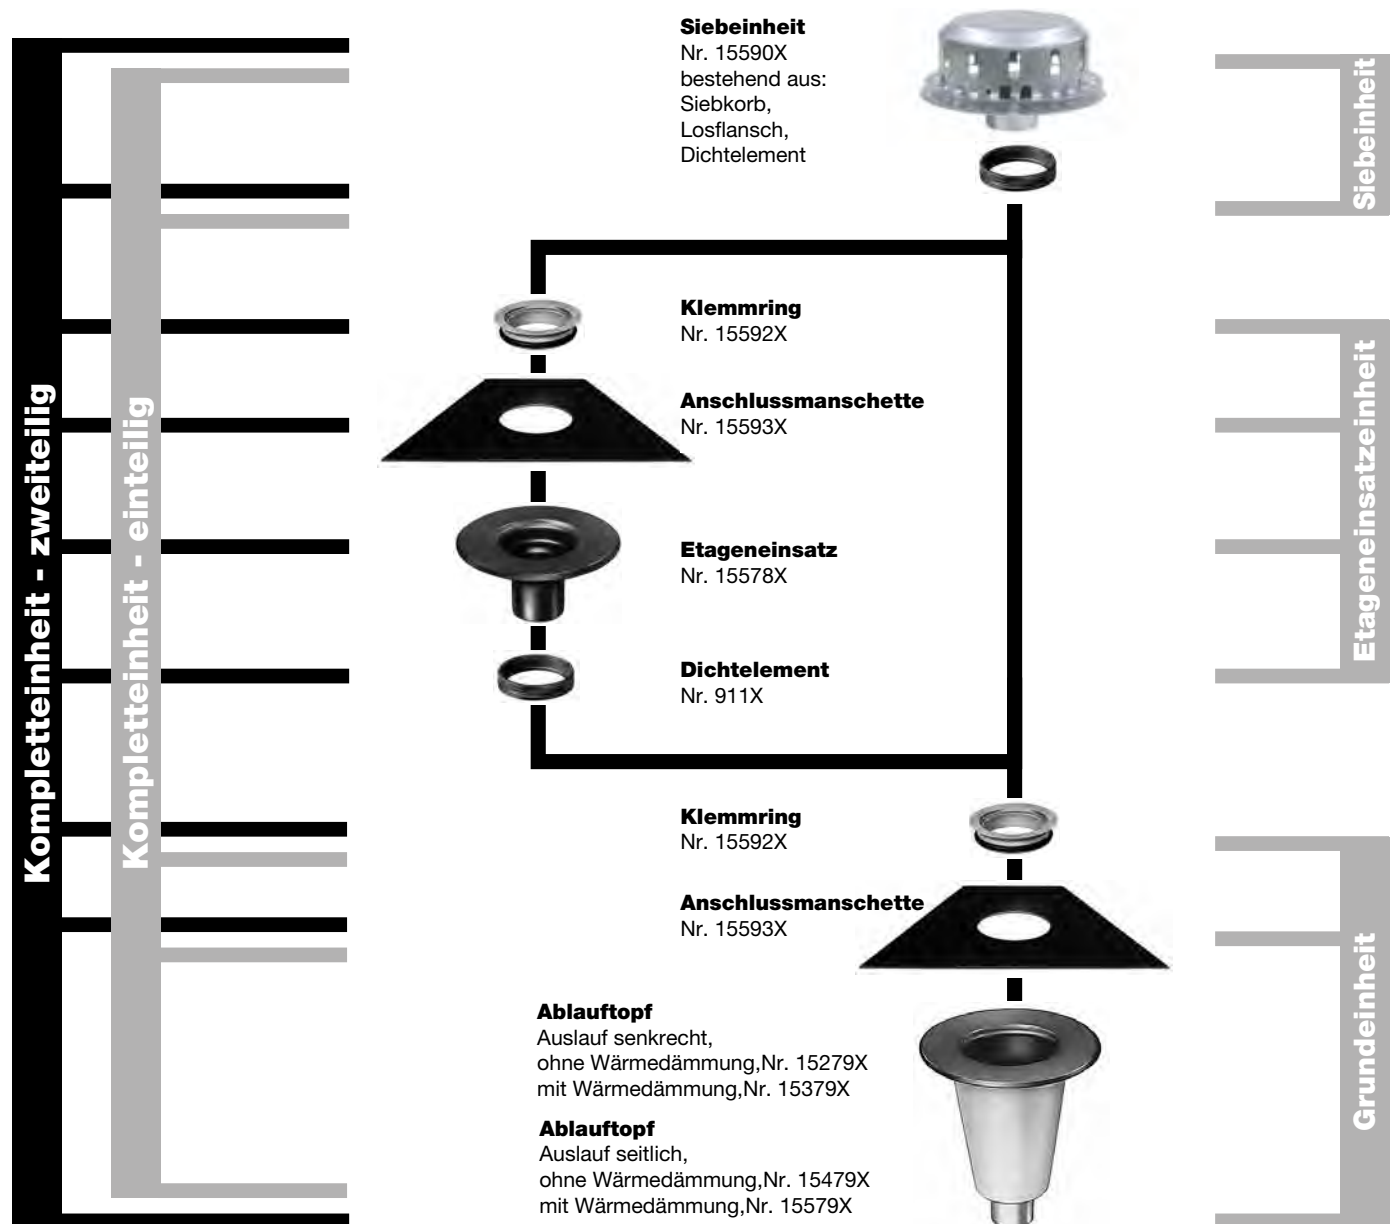 Siebeinheit
Nr. 15590X
bestehend aus:
Siebkorb,
Losflansch,
Dichtelement
Klemmring
Nr. 15592X
Anschlussmanschette
Nr. 15593X
Etageneinsatz
Nr. 15578X
Dichtelement
Nr. 911X
Klemmring
Nr. 15592X
Anschlussmanschette
Nr. 15593X
Ablauftopf
Auslauf senkrecht,
ohne Wärmedämmung,Nr. 15279X
mit Wärmedämmung,Nr. 15379X
Ablauftopf
Auslauf seitlich,
ohne Wärmedämmung,Nr. 15479X
mit Wärmedämmung,Nr. 15579X
Kompletteinheit - zweiteilig
Kompletteinheit - einteilig
Siebeinheit
Etageneinsatzeinheit
Grundeinheit